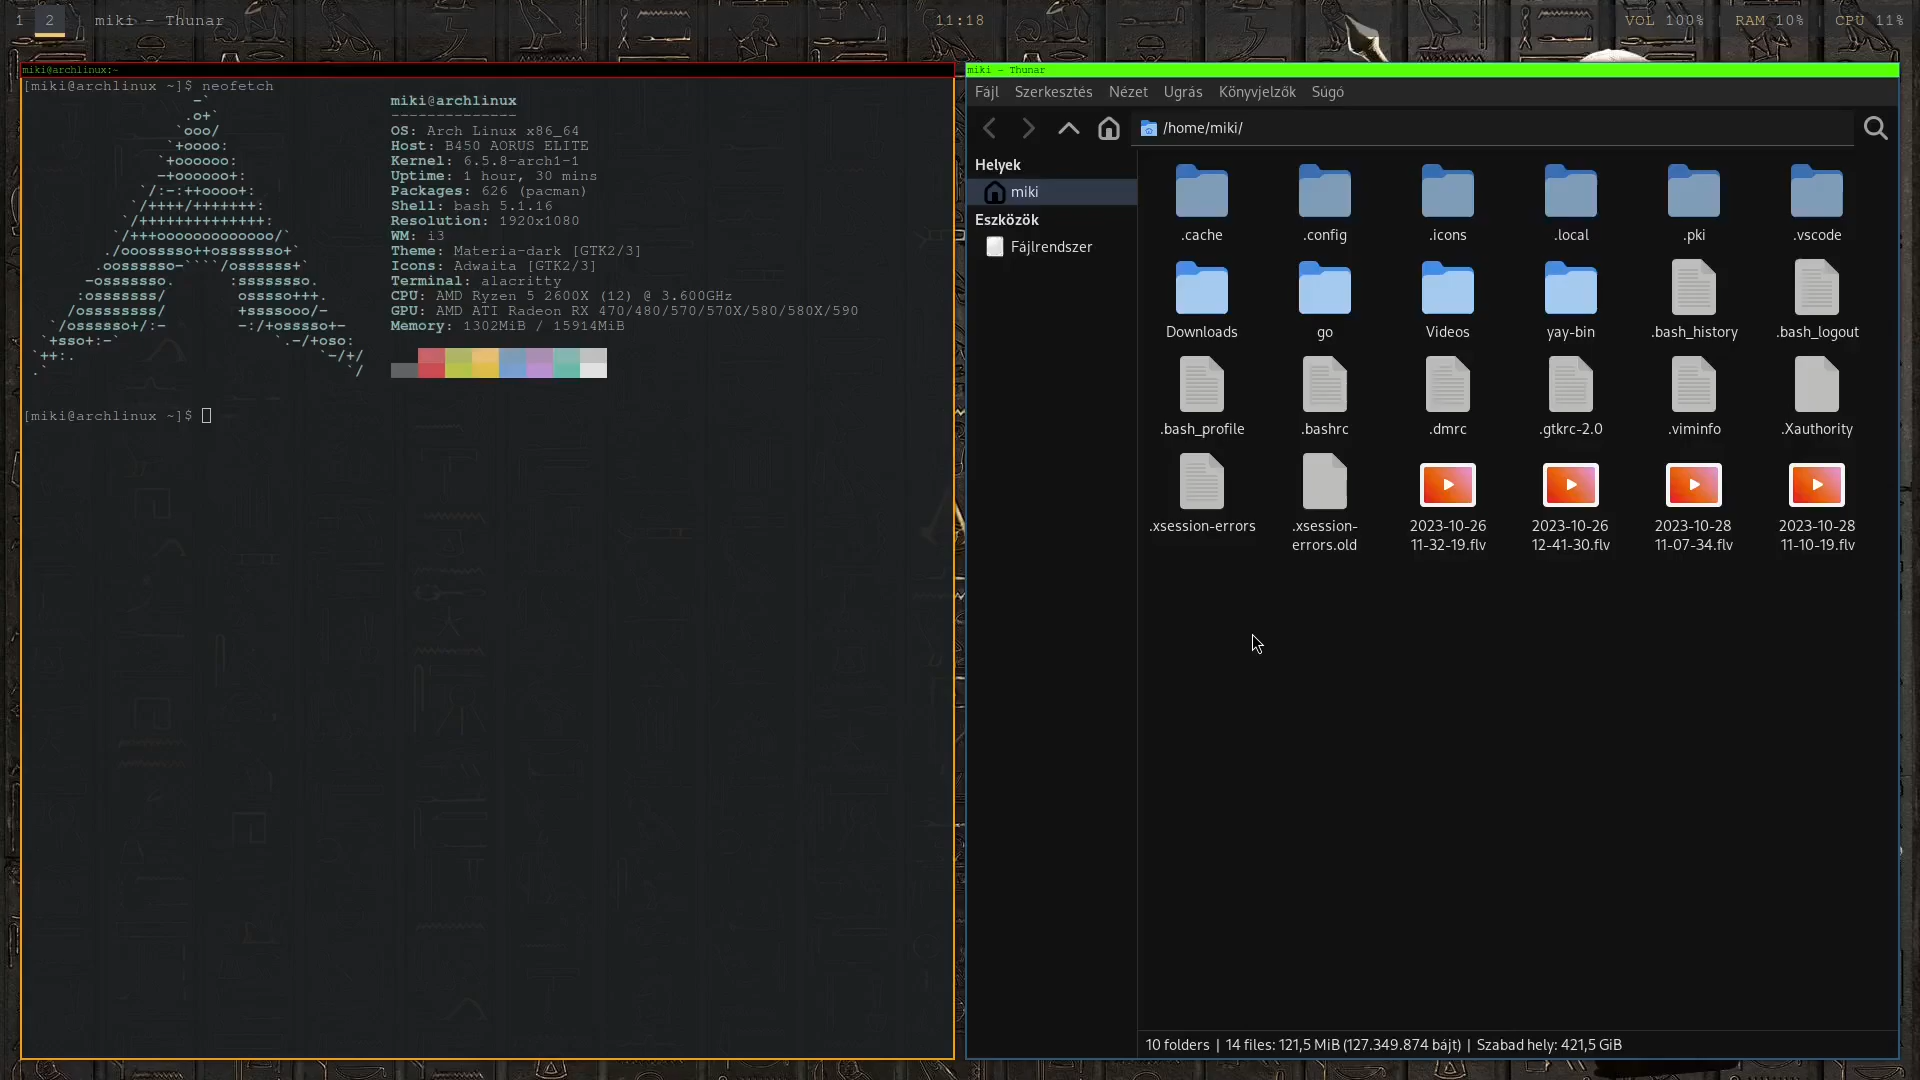 1 2 miki - Thunar 11:18 VOL 100% | RAM 10% | CPU 11%
miki@archlinux:~
[miki@archlinux ~]$ neofetch
miki@archlinux
--------------
OS: Arch Linux x86_64
Host: B450 AORUS ELITE
Kernel: 6.5.8-arch1-1
Uptime: 1 hour, 30 mins
Packages: 626 (pacman)
Shell: bash 5.1.16
Resolution: 1920x1080
WM: i3
Theme: Materia-dark [GTK2/3]
Icons: Adwaita [GTK2/3]
Terminal: alacritty
CPU: AMD Ryzen 5 2600X (12) @ 3.600GHz
GPU: AMD ATI Radeon RX 470/480/570/570X/580/580X/590
Memory: 1302MiB / 15914MiB
[miki@archlinux ~]$
miki - Thunar
Fájl Szerkesztés Nézet Ugrás Könyvjelzők Súgó
/home/miki/
Helyek
miki
Eszközök
Fájlrendszer
.cache .config .icons .local .pki .vscode
Downloads go Videos yay-bin .bash_history .bash_logout
.bash_profile .bashrc .dmrc .gtkrc-2.0 .viminfo .Xauthority
.xsession-errors .xsession- 2023-10-26 2023-10-26 2023-10-28 2023-10-28
errors.old 11-32-19.flv 12-41-30.flv 11-07-34.flv 11-10-19.flv
10 folders | 14 files: 121,5 MiB (127.349.874 bájt) | Szabad hely: 421,5 GiB